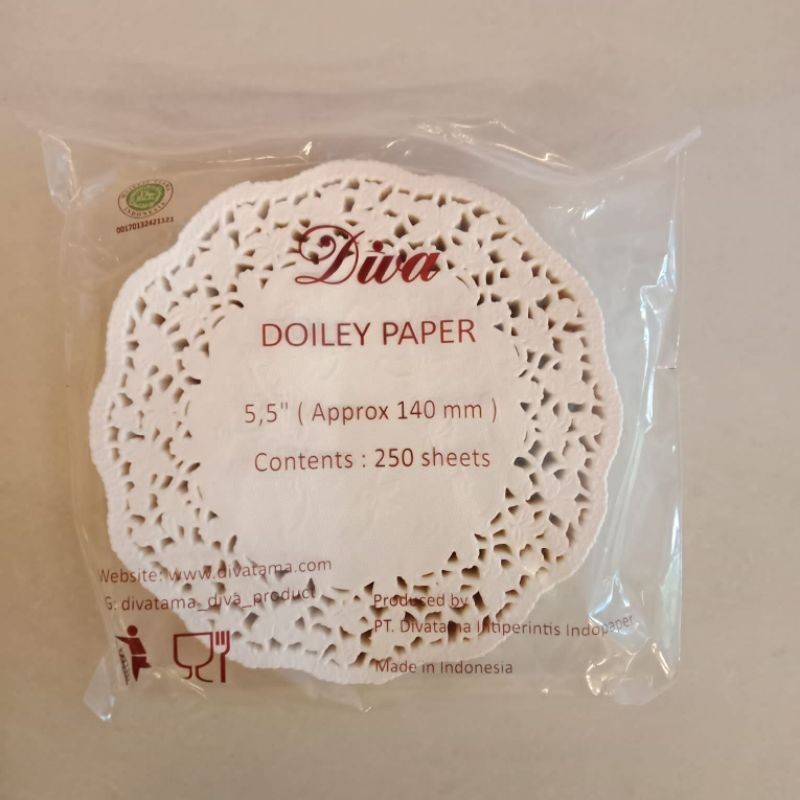 INDONESIA
00170132421121
Diva
DOILEY PAPER
5,5" ( Approx 140 mm )
Contents : 250 sheets
Website: www.divatama.com
G: divatama_diva_product
Produced by
PT. Divatama Intiperintis Indopaper
Made in Indonesia